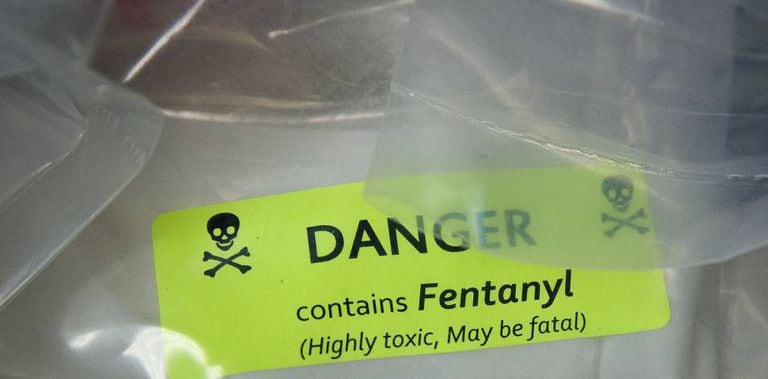 DANGER
contains Fentanyl
(Highly toxic, May be fatal)